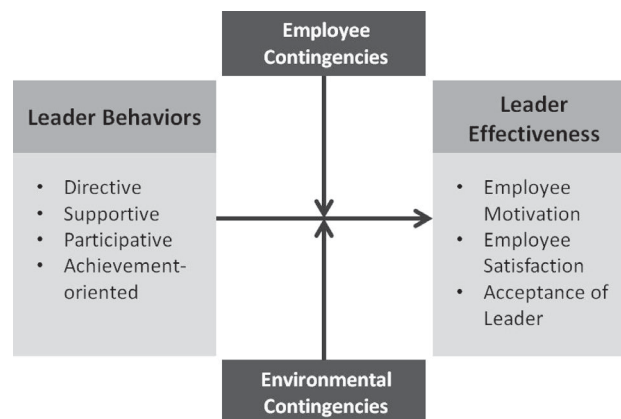 Employee
Contingencies
Leader Behaviors
• Directive
• Supportive
• Participative
• Achievement-
oriented
Leader
Effectiveness
• Employee
Motivation
• Employee
Satisfaction
• Acceptance of
Leader
Environmental
Contingencies